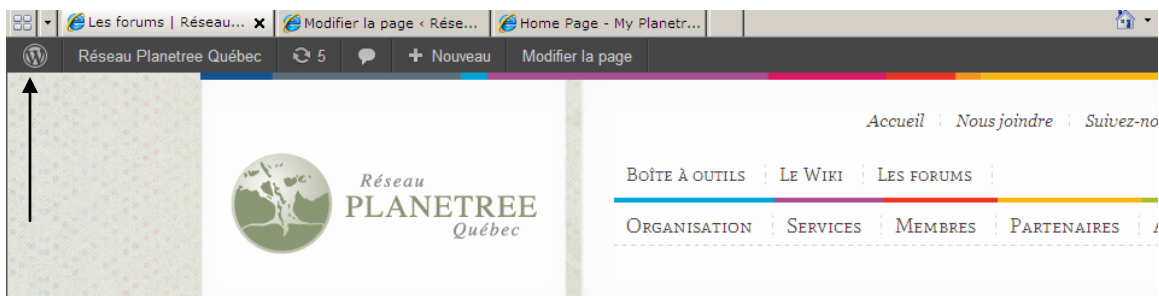 Les forums | Réseau... x Modifier la page ‹ Rése... Home Page - My Planetr...
Réseau Planetree Québec 5 + Nouveau Modifier la page
Accueil Nous joindre Suivez-no
Boîte à outils Le Wiki Les forums
Réseau
PLANETREE
Québec
Organisation Services Membres Partenaires